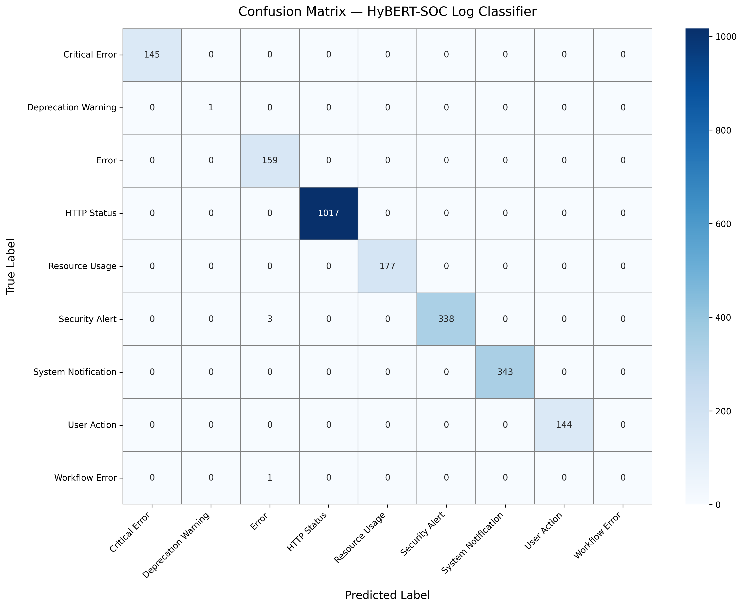 Confusion Matrix — HyBERT-SOC Log Classifier
True Label
Critical Error 145 0 0 0 0 0 0 0 0
Deprecation Warning 0 1 0 0 0 0 0 0 0
Error 0 0 159 0 0 0 0 0 0
HTTP Status 0 0 0 1017 0 0 0 0 0
Resource Usage 0 0 0 0 177 0 0 0 0
Security Alert 0 0 3 0 0 338 0 0 0
System Notification 0 0 0 0 0 0 343 0 0
User Action 0 0 0 0 0 0 0 144 0
Workflow Error 0 0 1 0 0 0 0 0 0
Critical Error
Deprecation Warning
Error
HTTP Status
Resource Usage
Security Alert
System Notification
User Action
Workflow Error
Predicted Label
1000
800
600
400
200
0